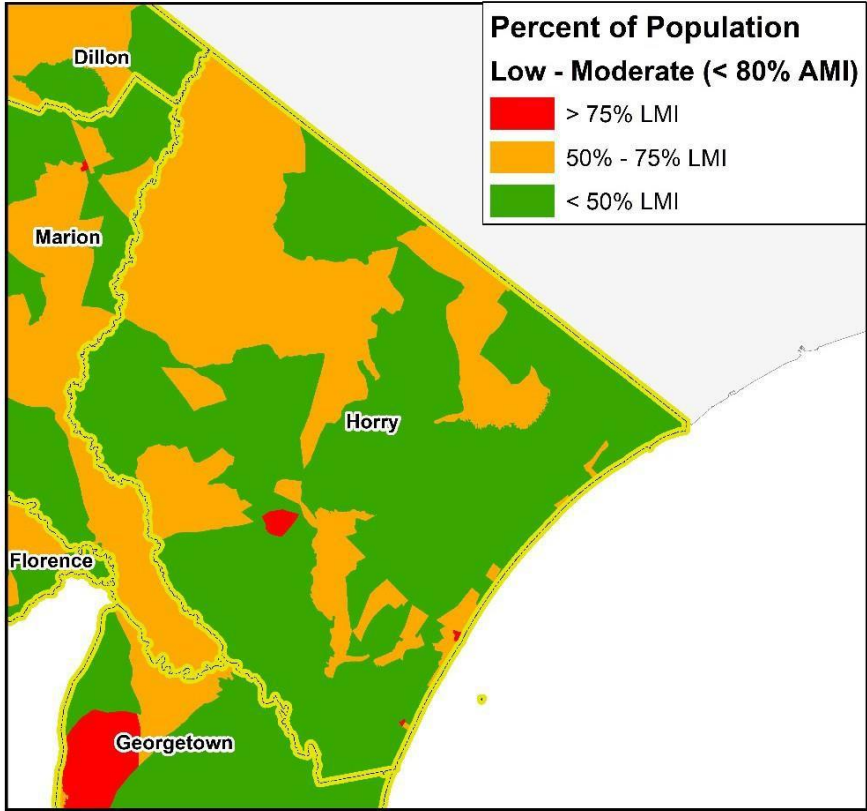 Percent of Population
Low - Moderate (< 80% AMI)
> 75% LMI
50% - 75% LMI
< 50% LMI
Dillon
Marion
Horry
Florence
Georgetown